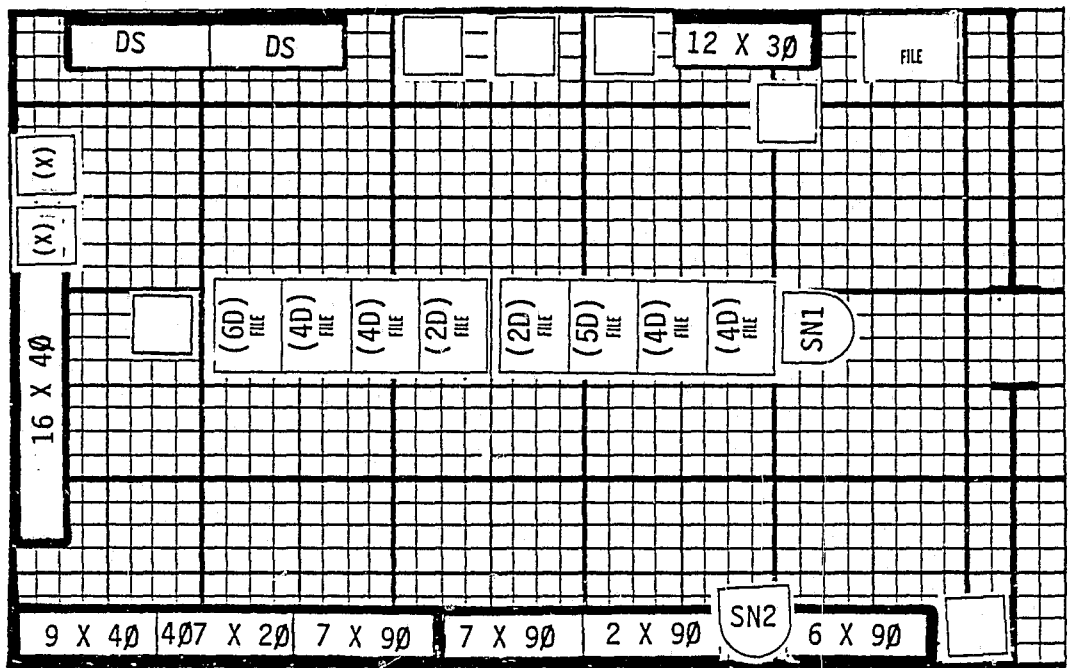 DS DS 12 X 3Ø FILE
(X)
(X)
(6D) FILE (4D) FILE (4D) FILE (2D) FILE (2D) FILE (5D) FILE (4D) FILE (4D) FILE SN1
16 X 4Ø
9 X 4Ø 4Ø7 X 2Ø 7 X 9Ø 7 X 9Ø 2 X 9Ø SN2 6 X 9Ø